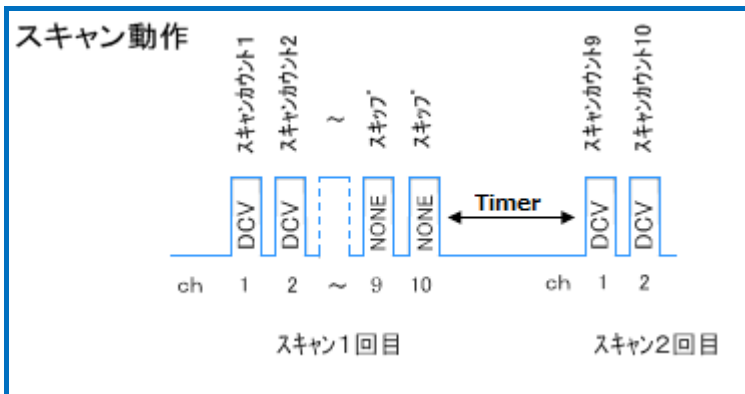 スキャン動作
スキャンカウント1
スキャンカウント2
～
スキップ
スキップ
スキャンカウント9
スキャンカウント10
DCV
DCV
NONE
NONE
Timer
DCV
DCV
ch 1 2 ～ 9 10 ch 1 2
スキャン1回目 スキャン2回目